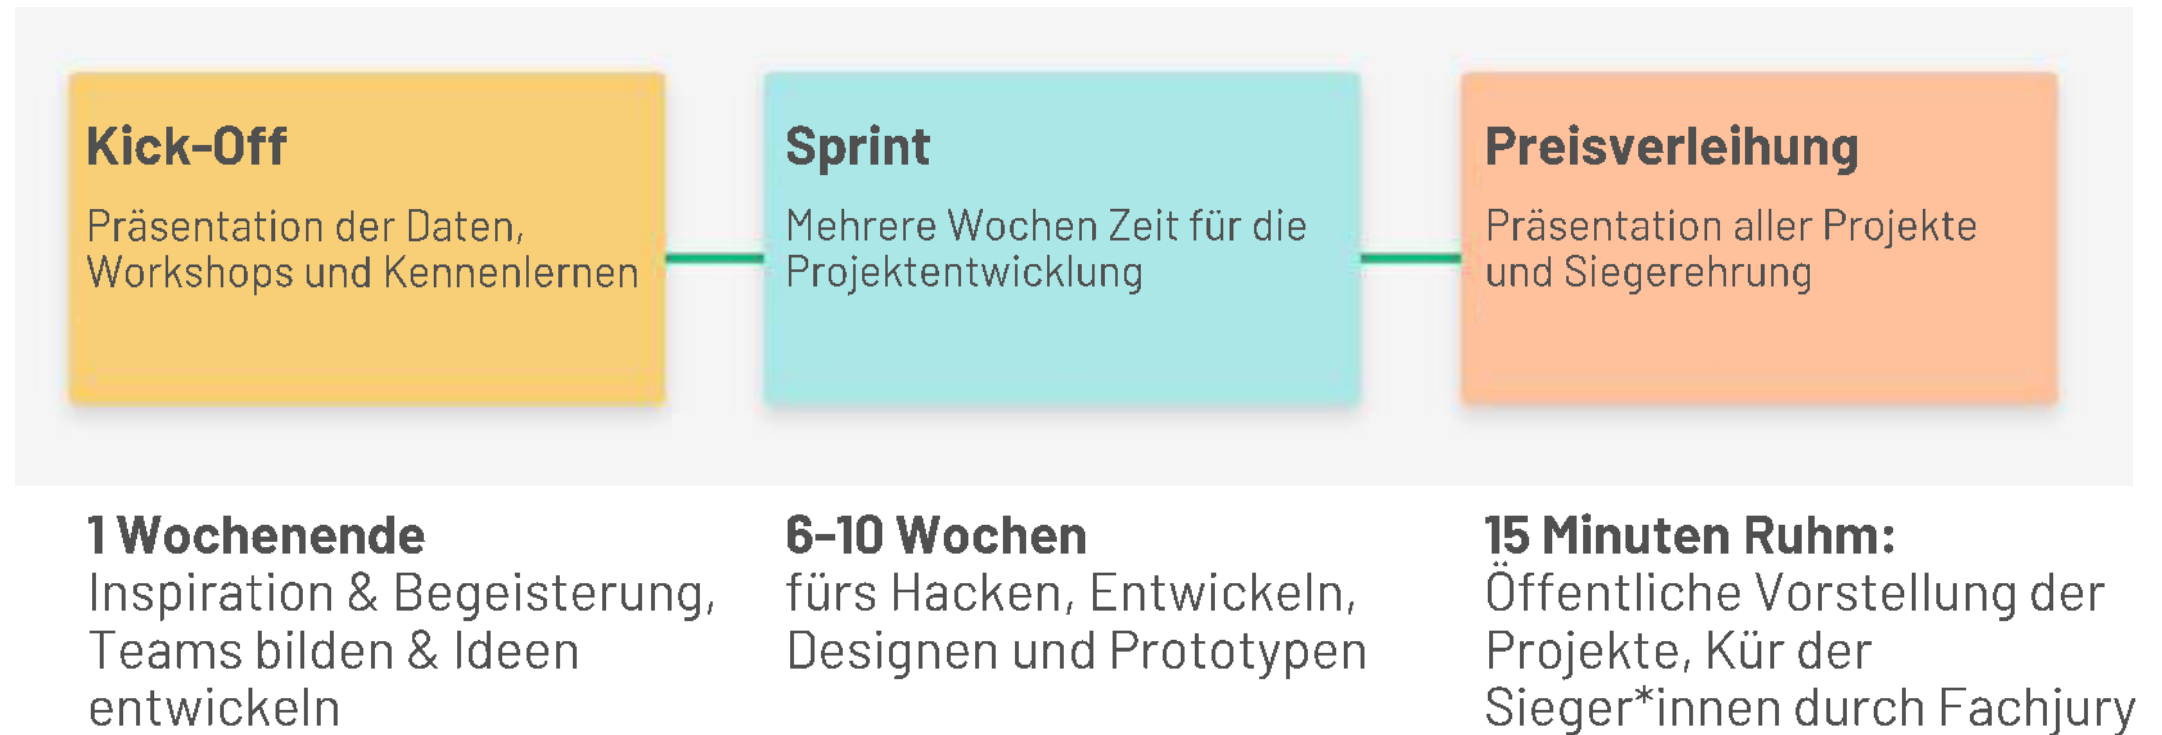 Kick-Off
Präsentation der Daten,
Workshops und Kennenlernen
Sprint
Mehrere Wochen Zeit für die
Projektentwicklung
Preisverleihung
Präsentation aller Projekte
und Siegerehrung
1 Wochenende
Inspiration & Begeisterung,
Teams bilden & Ideen
entwickeln
6-10 Wochen
fürs Hacken, Entwickeln,
Designen und Prototypen
15 Minuten Ruhm:
Öffentliche Vorstellung der
Projekte, Kür der
Sieger*innen durch Fachjury